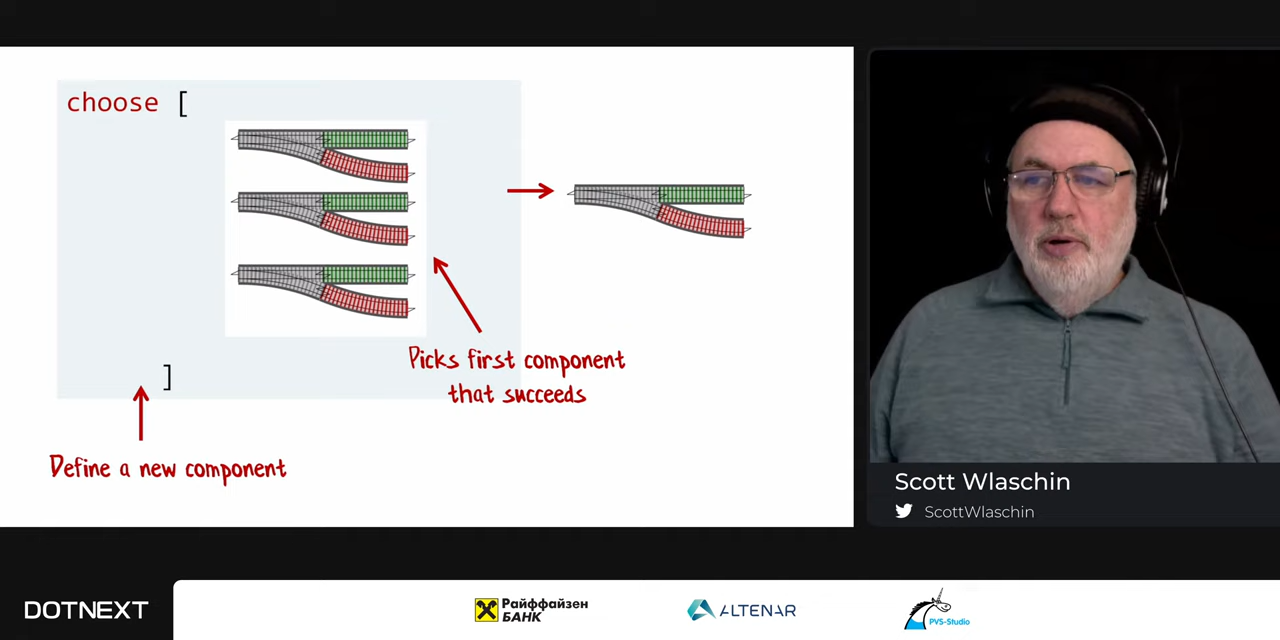 choose [
Picks first component
that succeeds
]
Define a new component
Scott Wlaschin
ScottWlaschin
DOTNEXT
Райффайзен
БАНК
ALTENAR
PVS-Studio